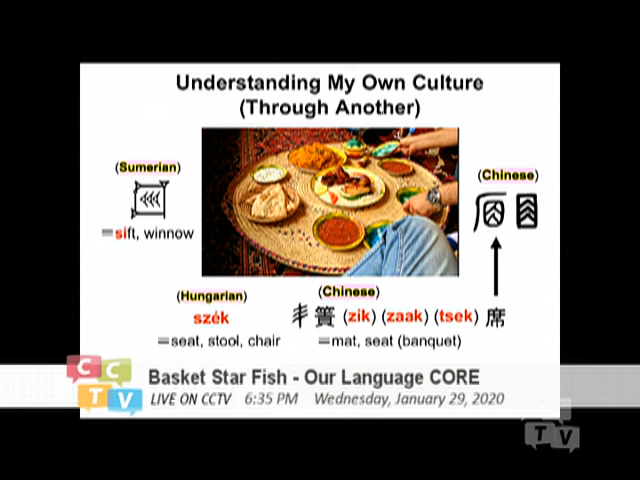 Understanding My Own Culture
(Through Another)
(Sumerian)
=sift, winnow
(Chinese)
(Hungarian)
szék
=seat, stool, chair
(Chinese)
簀 (zik) (zaak) (tsek) 席
=mat, seat (banquet)
CCTV
Basket Star Fish - Our Language CORE
LIVE ON CCTV 6:35 PM Wednesday, January 29, 2020
TV